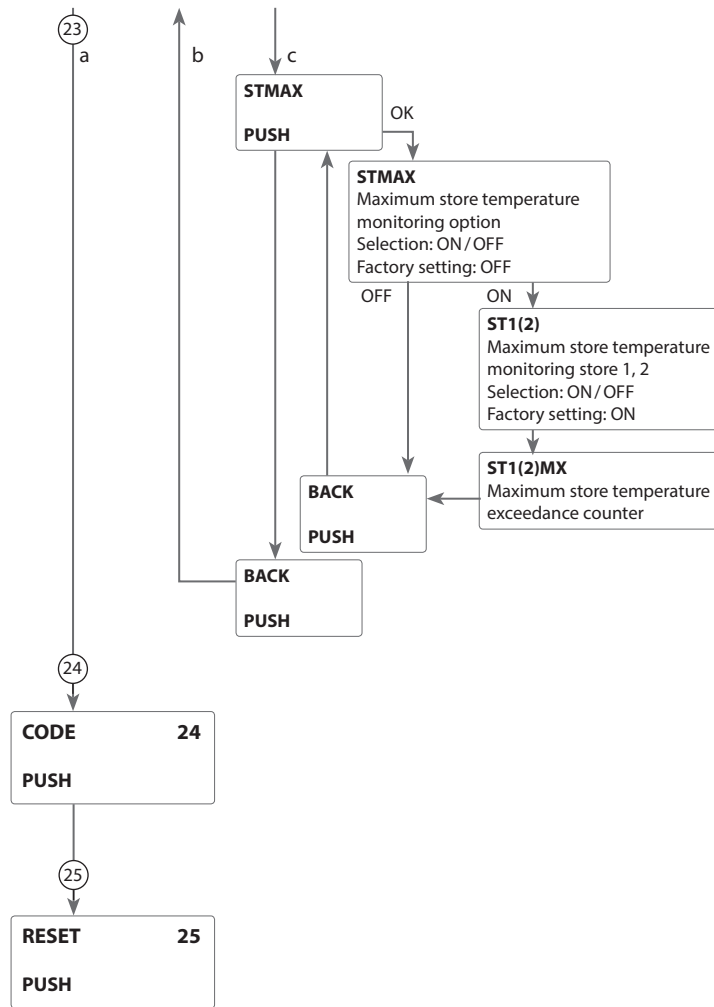 23
a
b
c
STMAX
PUSH
OK
STMAX
Maximum store temperature
monitoring option
Selection: ON / OFF
Factory setting: OFF
OFF
ON
ST1(2)
Maximum store temperature
monitoring store 1, 2
Selection: ON / OFF
Factory setting: ON
ST1(2)MX
Maximum store temperature
exceedance counter
BACK
PUSH
BACK
PUSH
24
CODE 24
PUSH
25
RESET 25
PUSH